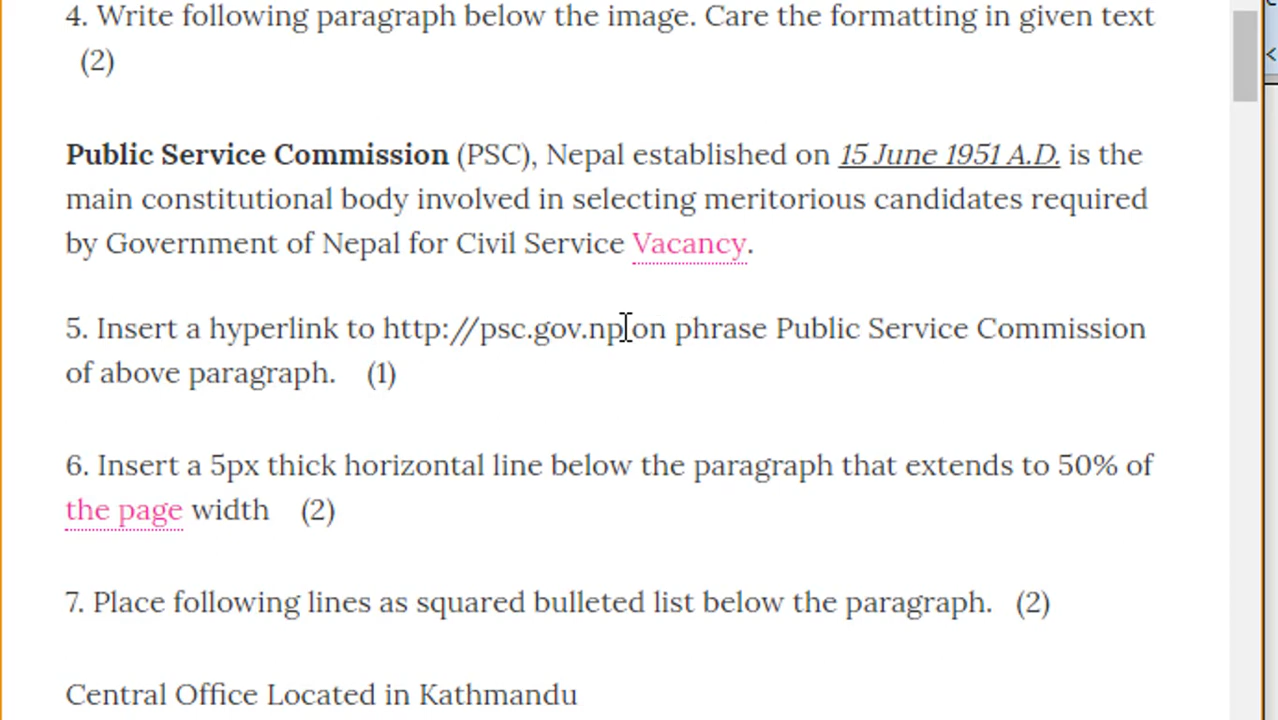 4. Write following paragraph below the image. Care the formatting in given text
(2)
Public Service Commission (PSC), Nepal established on 15 June 1951 A.D. is the
main constitutional body involved in selecting meritorious candidates required
by Government of Nepal for Civil Service Vacancy.
5. Insert a hyperlink to http://psc.gov.np on phrase Public Service Commission
of above paragraph. (1)
6. Insert a 5px thick horizontal line below the paragraph that extends to 50% of
the page width (2)
7. Place following lines as squared bulleted list below the paragraph. (2)
Central Office Located in Kathmandu